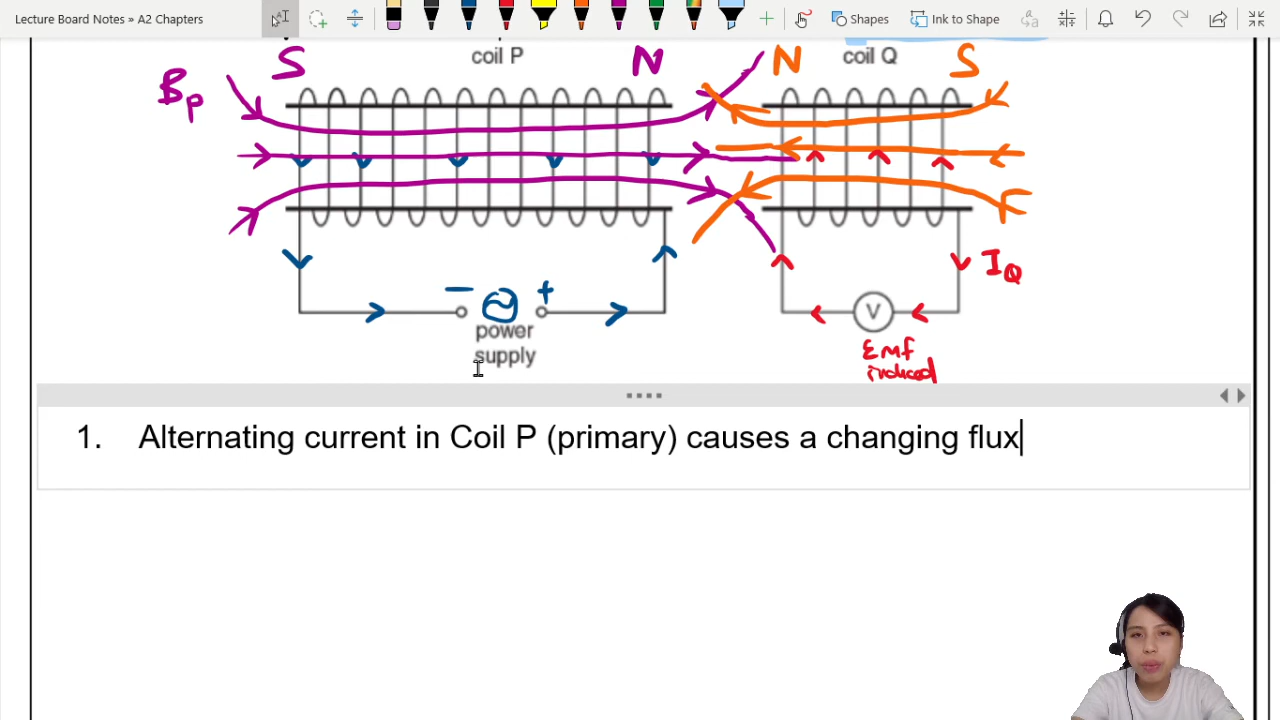 Lecture Board Notes » A2 Chapters
Shapes
Ink to Shape
coil P
coil Q
S
N
N
S
Bp
IQ
− +
power
supply
V
Emf
induced
1. Alternating current in Coil P (primary) causes a changing flux